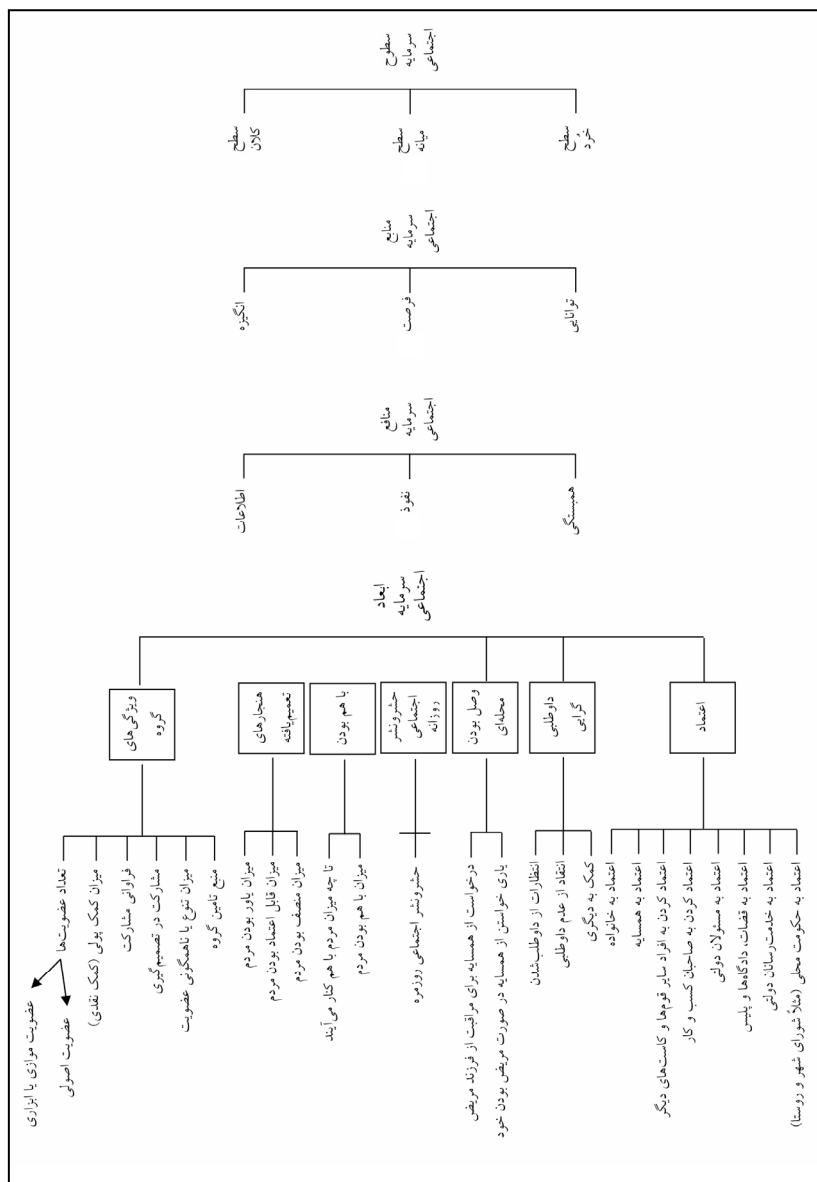 سطوح
سرمایه
اجتماعی
سطح
کلان
سطح
میانه
سطح
خُرد
منابع
سرمایه
اجتماعی
انگیزه
فرصت
توانایی
منافع
سرمایه
اجتماعی
اطلاعات
نفوذ
همبستگی
ابعاد
سرمایه
اجتماعی
ویژگی‌های
گروه
تعداد عضویت‌ها
عضویت موازی یا ابزاری
عضویت اصولی
میزان کمک پولی (کمک نقدی)
فراوانی مشارکت
مشارکت در تصمیم‌گیری
میزان تنوع یا ناهمگونی عضویت
منبع تامین گروه
هنجارهای
تعمیم‌یافته
میزان یاور بودن مردم
میزان قابل اعتماد بودن مردم
میزان منصف بودن مردم
با هم بودن
تا چه میزان مردم با هم کنار می‌آیند
میزان با هم بودن مردم
حشرونشر
اجتماعی
روزانه
حشرونشر اجتماعی روزمره
وصل بودن
محله‌ای
درخواست از همسایه برای مراقبت از فرزند مریض
یاری خواستن از همسایه در صورت مریض بودن خود
داوطلبی
گرایی
انتظارات از داوطلب‌شدن
انتقاد از عدم داوطلبی
کمک به دیگری
اعتماد
اعتماد به خانواده
اعتماد به همسایه
اعتماد کردن به افراد سایر قوم‌ها و کاست‌های دیگر
اعتماد کردن به صاحبان کسب و کار
اعتماد به مسئولان دولتی
اعتماد به قضات، دادگاه‌ها و پلیس
اعتماد به خدمت‌رسانان دولتی
اعتماد به حکومت محلی (مثلاً شورای شهر و روستا)